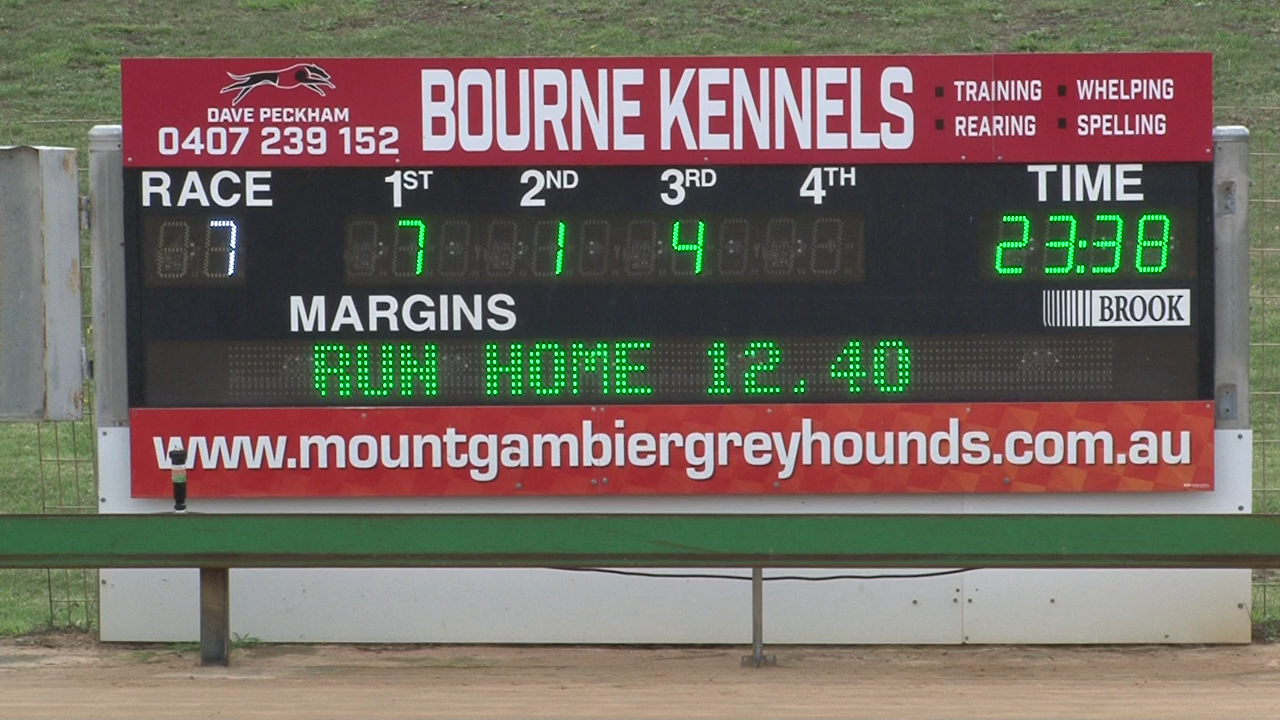 DAVE PECKHAM
0407 239 152
BOURNE KENNELS
TRAINING WHELPING
REARING SPELLING
RACE 1ST 2ND 3RD 4TH TIME
7 7 1 4 23:38
MARGINS
BROOK
RUN HOME 12.40
www.mountgambiergreyhounds.com.au